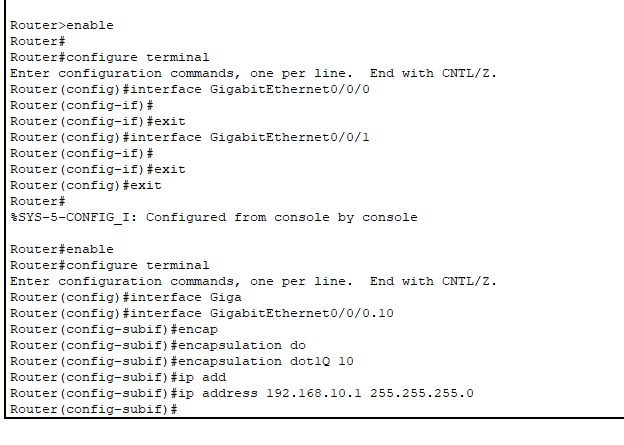 Router>enable
Router#
Router#configure terminal
Enter configuration commands, one per line.  End with CNTL/Z.
Router(config)#interface GigabitEthernet0/0/0
Router(config-if)#
Router(config-if)#exit
Router(config)#interface GigabitEthernet0/0/1
Router(config-if)#
Router(config-if)#exit
Router(config)#exit
Router#
%SYS-5-CONFIG_I: Configured from console by console

Router#enable
Router#configure terminal
Enter configuration commands, one per line.  End with CNTL/Z.
Router(config)#interface Giga
Router(config)#interface GigabitEthernet0/0/0.10
Router(config-subif)#encap
Router(config-subif)#encapsulation do
Router(config-subif)#encapsulation dot1Q 10
Router(config-subif)#ip add
Router(config-subif)#ip address 192.168.10.1 255.255.255.0
Router(config-subif)#